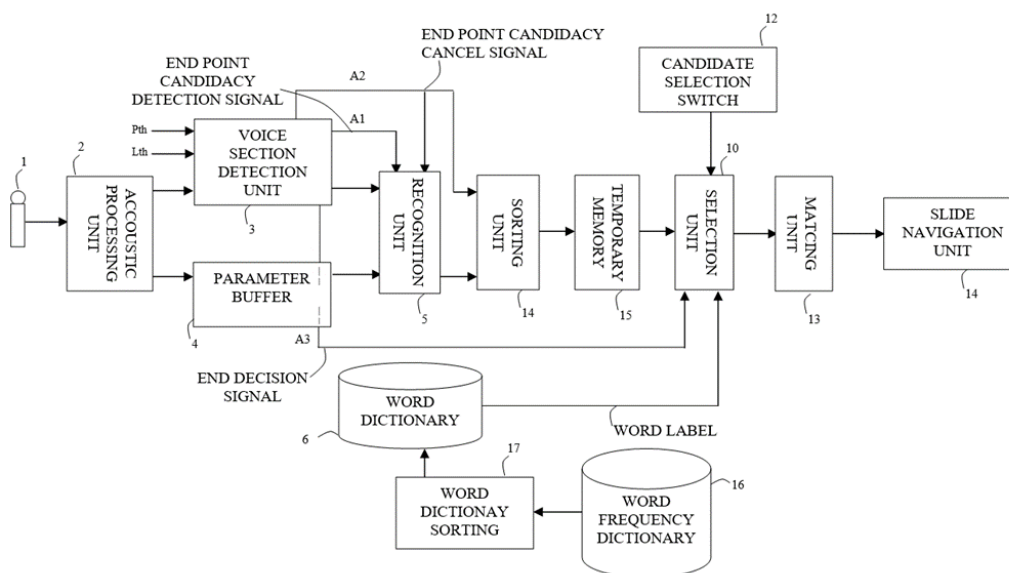 END POINT CANDIDACY
CANCEL SIGNAL
12
END POINT
CANDIDACY
DETECTION SIGNAL
A2
CANDIDATE
SELECTION
SWITCH
A1
Pth
Lth
VOICE
SECTION
DETECTION
UNIT
3
1
2
ACCOUSTIC
PROCESSING
UNIT
PARAMETER
BUFFER
4
RECOGNITION
UNIT
5
SORTING
UNIT
14
TEMPORARY
MEMORY
15
10
SELECTION
UNIT
MATCING
UNIT
13
SLIDE
NAVIGATION
UNIT
14
A3
END DECISION
SIGNAL
WORD
DICTIONARY
6
WORD LABEL
17
WORD
DICTIONAY
SORTING
WORD
FREQUENCY
DICTIONARY
16